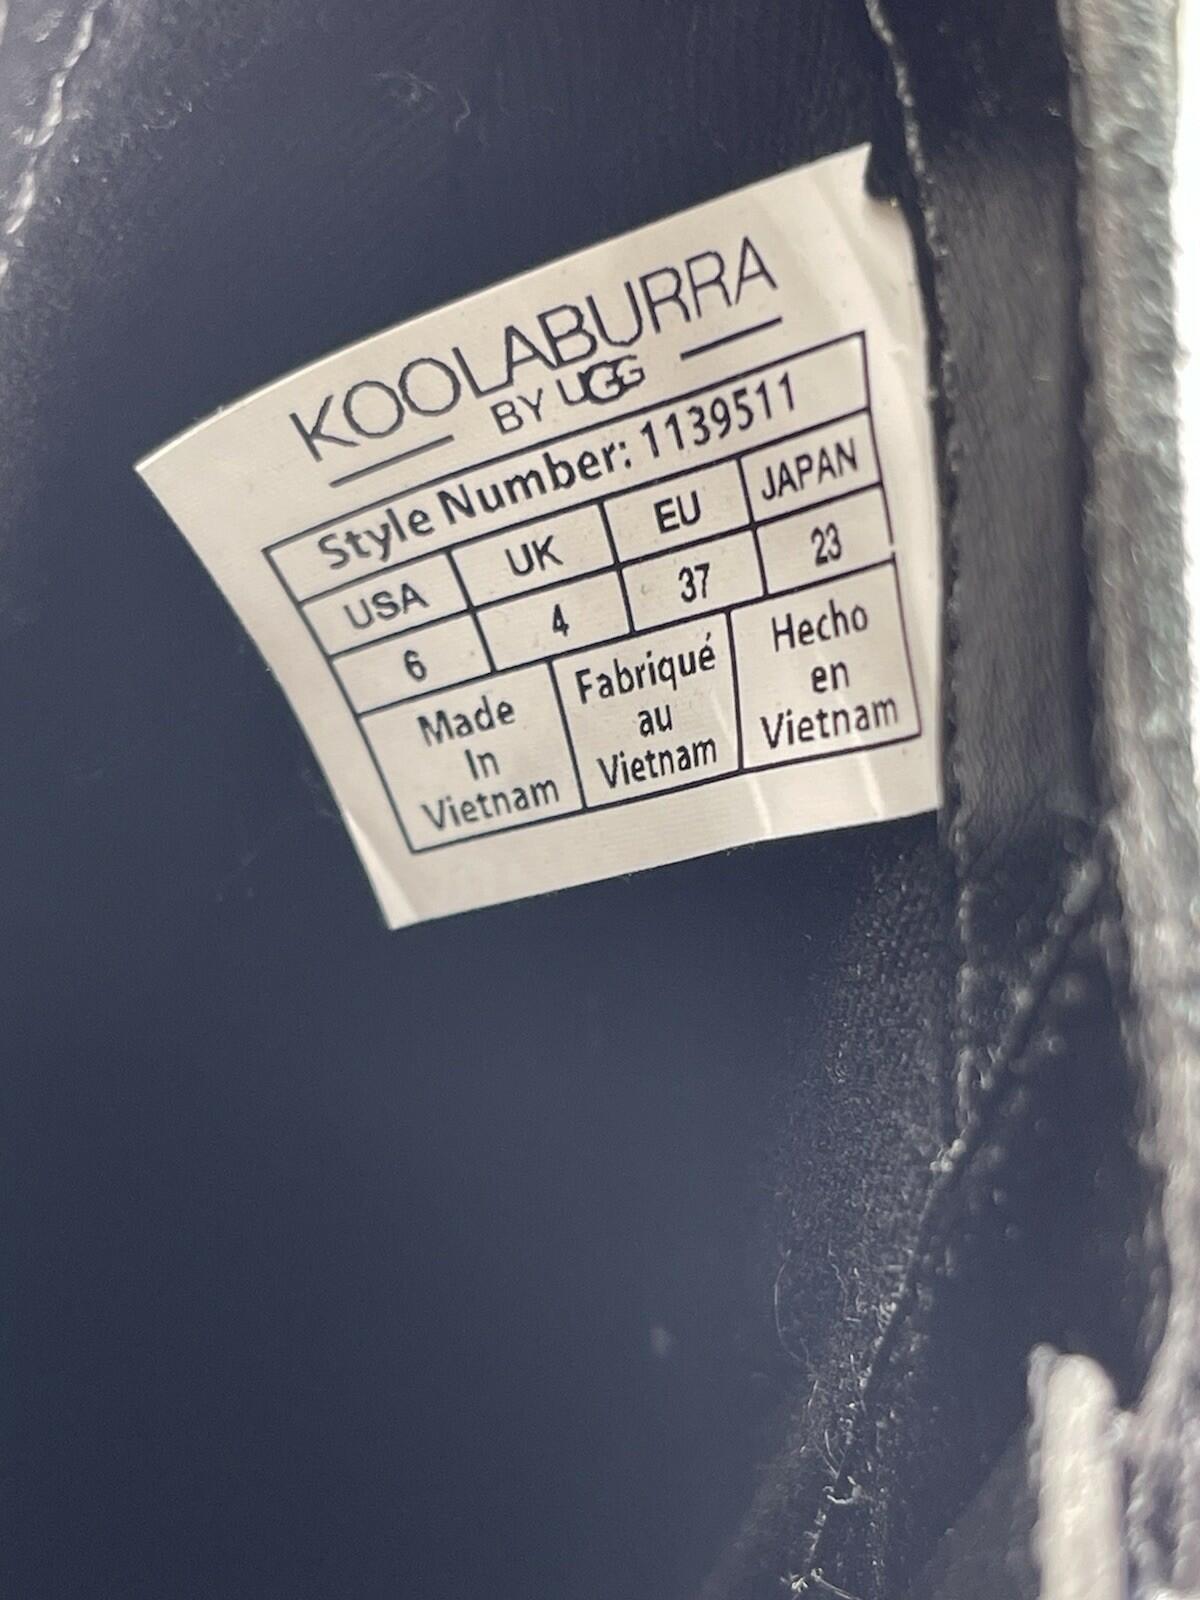 KOOLABURRA
BY UGG
Style Number: 1139511
USA UK EU JAPAN
6 4 37 23
Made
In
Vietnam
Fabriqué
au
Vietnam
Hecho
en
Vietnam